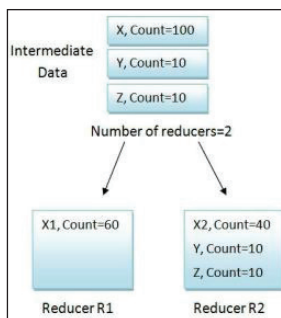 X, Count=100
Intermediate
Data
Y, Count=10
Z, Count=10
Number of reducers=2
X1, Count=60
X2, Count=40
Y, Count=10
Z, Count=10
Reducer R1
Reducer R2